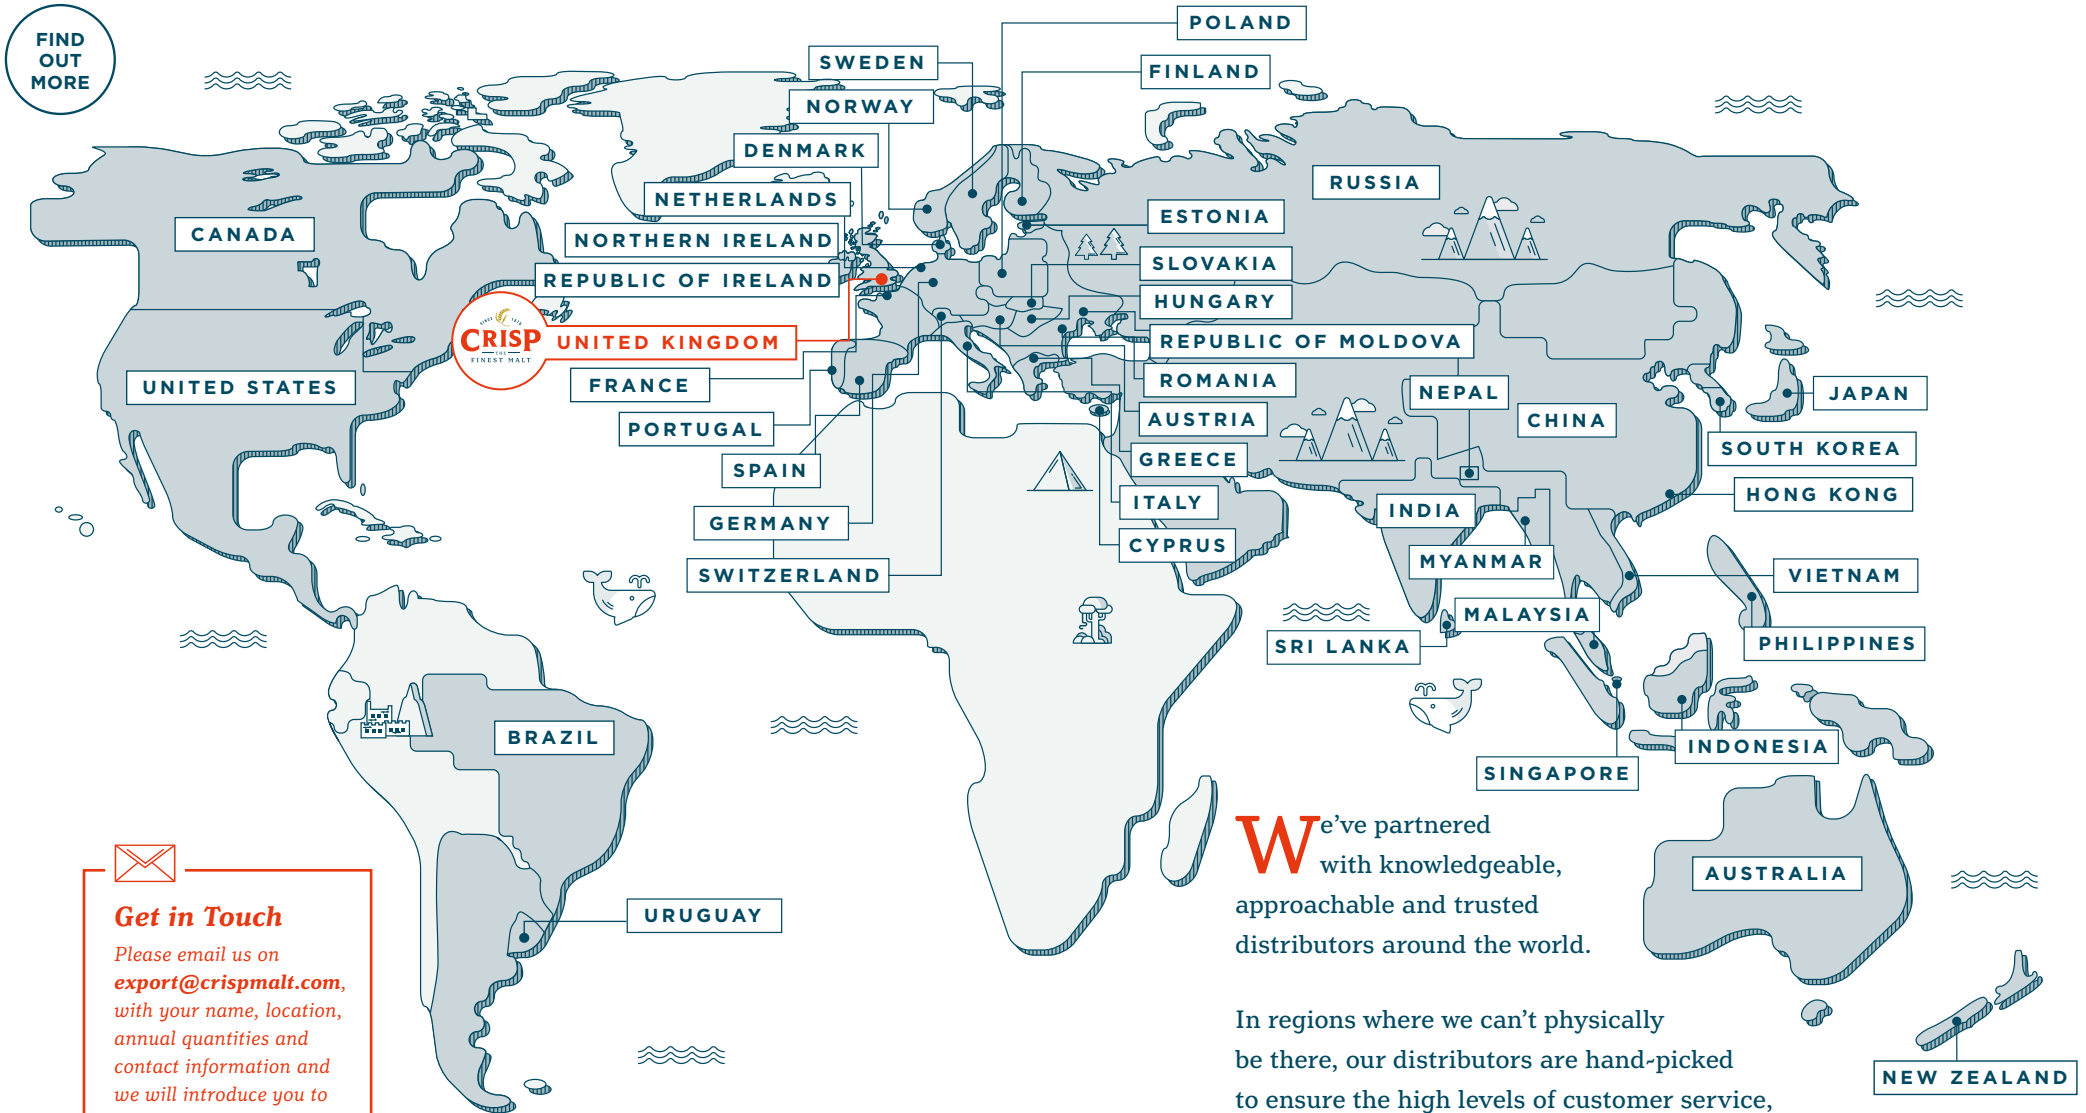 FIND
OUT
MORE
POLAND
SWEDEN
FINLAND
NORWAY
DENMARK
RUSSIA
NETHERLANDS
ESTONIA
CANADA
NORTHERN IRELAND
SLOVAKIA
REPUBLIC OF IRELAND
HUNGARY
SINCE 1870
CRISP
THE
FINEST MALT
UNITED KINGDOM
REPUBLIC OF MOLDOVA
UNITED STATES
FRANCE
ROMANIA
NEPAL
JAPAN
AUSTRIA
CHINA
PORTUGAL
SOUTH KOREA
GREECE
SPAIN
HONG KONG
ITALY
INDIA
GERMANY
CYPRUS
MYANMAR
SWITZERLAND
VIETNAM
MALAYSIA
PHILIPPINES
SRI LANKA
BRAZIL
INDONESIA
SINGAPORE
AUSTRALIA
URUGUAY
NEW ZEALAND
We’ve partnered
with knowledgeable,
approachable and trusted
distributors around the world.
In regions where we can’t physically
be there, our distributors are hand-picked
to ensure the high levels of customer service,
Get in Touch
Please email us on
export@crispmalt.com,
with your name, location,
annual quantities and
contact information and
we will introduce you to